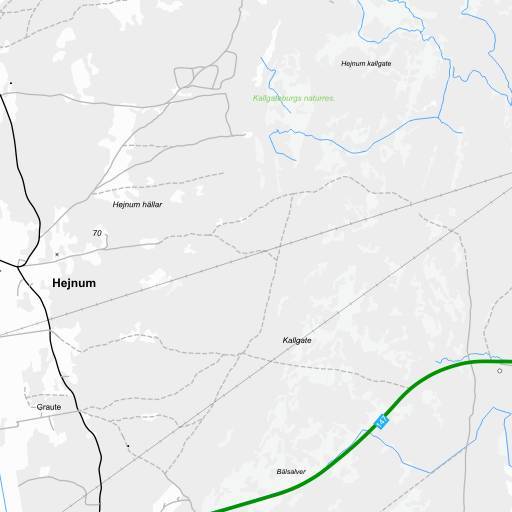 Hejnum kallgate
Kallgateburgs naturres.
Hejnum hällar
70
Hejnum
Kallgate
Graute
147
Bälsalver